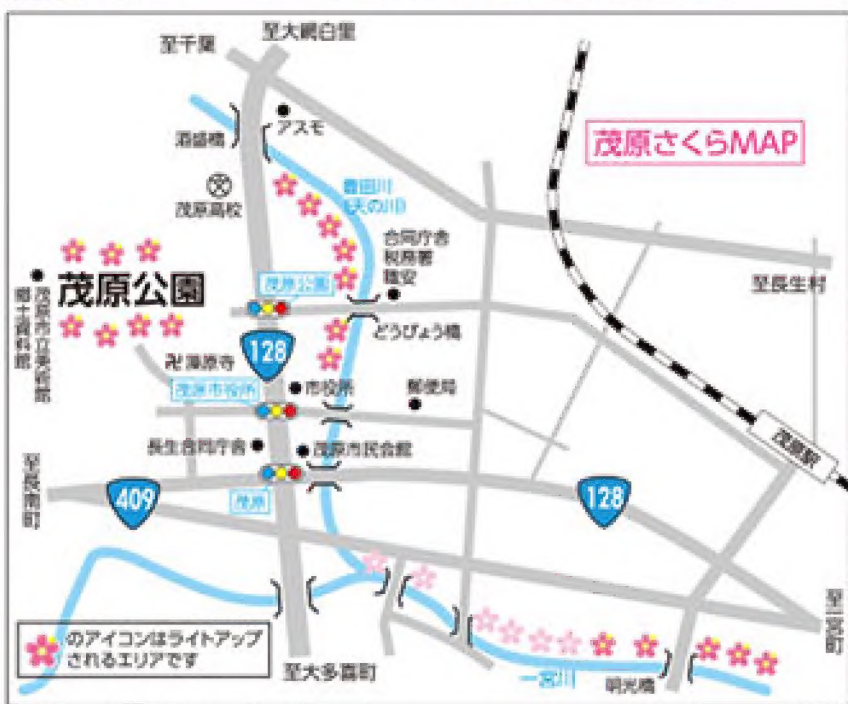 至千葉
至大網白里
茂原さくらMAP
酒盛橋
アスモ
茂原高校
豊田川
(天の川)
合同庁舎
税務署
職安
至長生村
茂原公園
茂原市立美術館
郷土資料館
茂原公園
どうびょう橋
128
卍藻原寺
茂原市役所
市役所
郵便局
長生合同庁舎
茂原市民会館
茂原駅
至長南町
409
茂原
128
至一宮町
のアイコンはライトアップ
されるエリアです
至大多喜町
一宮川
明光橋